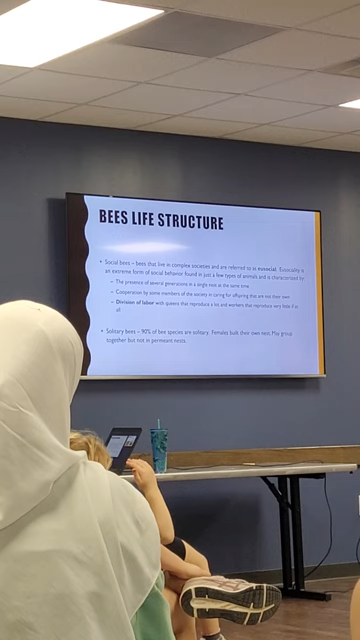 BEES LIFE STRUCTURE
• Social bees – bees that live in complex societies and are referred to as eusocial. Eusociality is
an extreme form of social behavior found in just a few types of animals and is characterized by:
– The presence of several generations in a single nest at the same time
– Cooperation by some members of the society in caring for offspring that are not their own
– Division of labor with queens that reproduce a lot and workers that reproduce very little if at
all
• Solitary bees – 90% of bee species are solitary. Females built their own nest. May group
together but not in permeant nests.